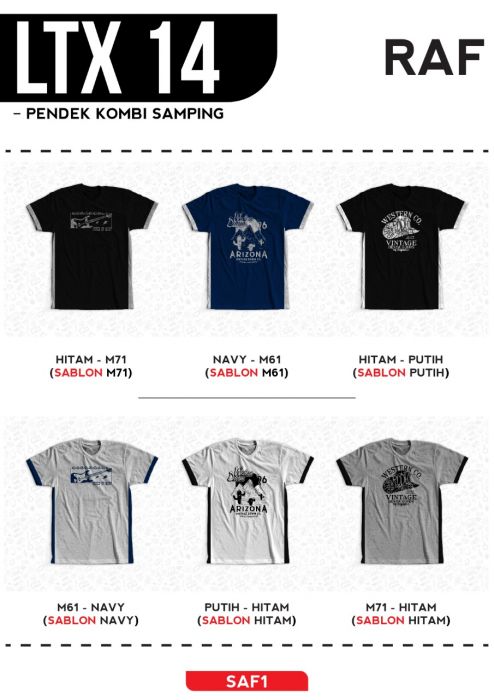 LTX 14
RAF
– PENDEK KOMBI SAMPING
96
ARIZONA
WESTERN CO
VINTAGE
HITAM - M71
(SABLON M71)
NAVY - M61
(SABLON M61)
HITAM - PUTIH
(SABLON PUTIH)
96
ARIZONA
WESTERN CO
VINTAGE
M61 - NAVY
(SABLON NAVY)
PUTIH - HITAM
(SABLON HITAM)
M71 - HITAM
(SABLON HITAM)
SAF1